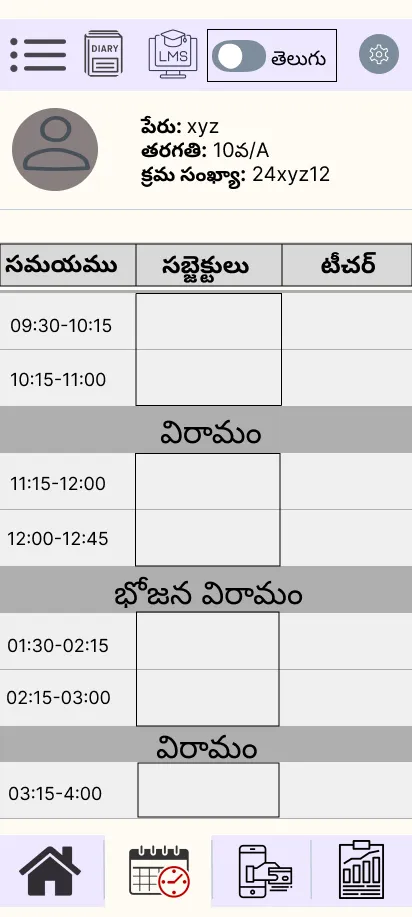 DIARY
LMS
తెలుగు
పేరు: xyz
తరగతి: 10వ/A
క్రమ సంఖ్యా: 24xyz12
సమయము సబ్జెక్టులు టీచర్
09:30-10:15
10:15-11:00
విరామం
11:15-12:00
12:00-12:45
భోజన విరామం
01:30-02:15
02:15-03:00
విరామం
03:15-4:00